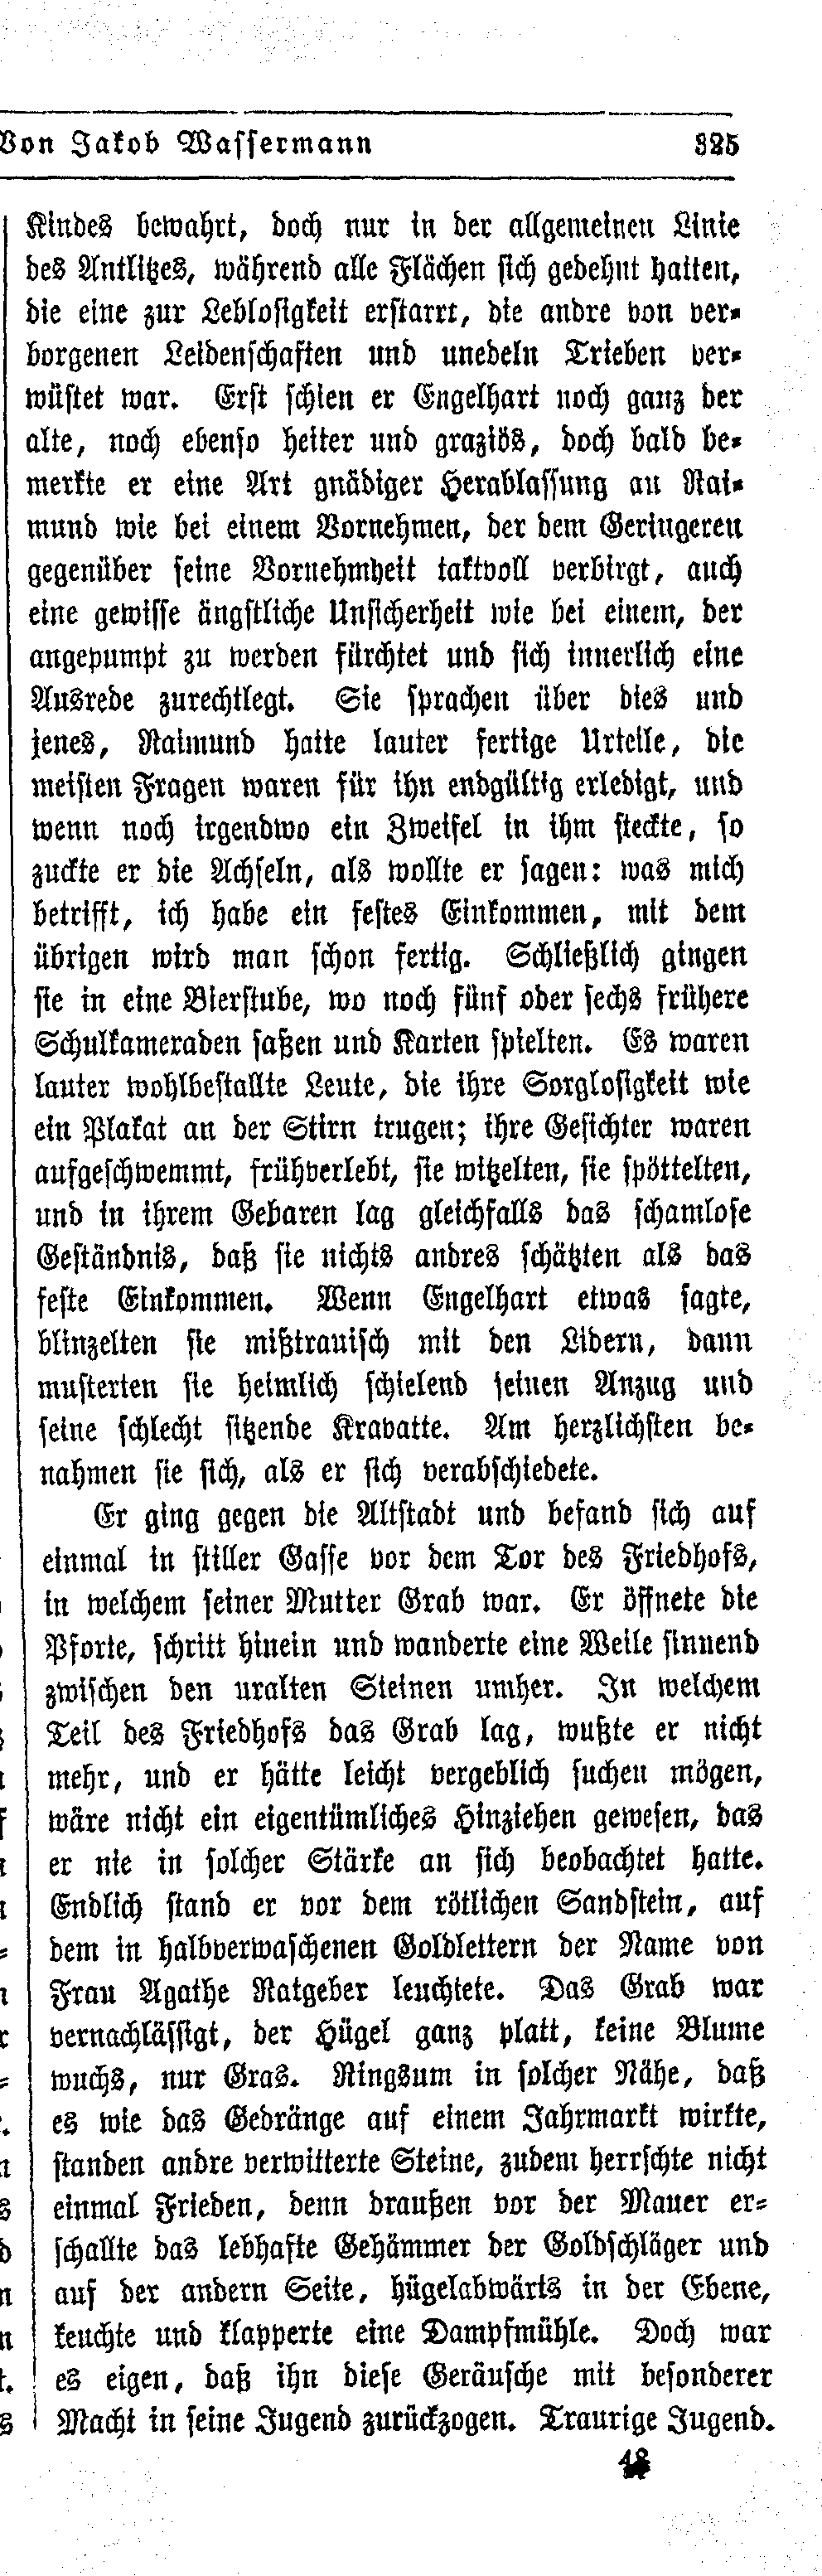 Von Jakob Wassermann 325
Kindes bewahrt, doch nur in der allgemeinen Linie
des Antlitzes, während alle Flächen sich gedehnt hatten,
die eine zur Leblosigkeit erstarrt, die andre von ver-
borgenen Leidenschaften und unedeln Trieben ver-
wüstet war. Erst schien er Engelhart noch ganz der
alte, noch ebenso heiter und graziös, doch bald be-
merkte er eine Art gnädiger Herablassung an Rai-
mund wie bei einem Vornehmen, der dem Geringeren
gegenüber seine Vornehmheit taktvoll verbirgt, auch
eine gewisse ängstliche Unsicherheit wie bei einem, der
angepumpt zu werden fürchtet und sich innerlich eine
Ausrede zurechtlegt. Sie sprachen über dies und
jenes, Raimund hatte lauter fertige Urteile, die
meisten Fragen waren für ihn endgültig erledigt, und
wenn noch irgendwo ein Zweifel in ihm steckte, so
zuckte er die Achseln, als wollte er sagen: was mich
betrifft, ich habe ein festes Einkommen, mit dem
übrigen wird man schon fertig. Schließlich gingen
sie in eine Bierstube, wo noch fünf oder sechs frühere
Schulkameraden saßen und Karten spielten. Es waren
lauter wohlbestallte Leute, die ihre Sorglosigkeit wie
ein Plakat an der Stirn trugen; ihre Gesichter waren
aufgeschwemmt, frühverlebt, sie witzelten, sie spöttelten,
und in ihrem Gebaren lag gleichfalls das schamlose
Geständnis, daß sie nichts andres schätzten als das
feste Einkommen. Wenn Engelhart etwas sagte,
blinzelten sie mißtrauisch mit den Lidern, dann
musterten sie heimlich schielend seinen Anzug und
seine schlecht sitzende Kravatte. Am herzlichsten be-
nahmen sie sich, als er sich verabschiedete.
Er ging gegen die Altstadt und befand sich auf
einmal in stiller Gasse vor dem Tor des Friedhofs,
in welchem seiner Mutter Grab war. Er öffnete die
Pforte, schritt hinein und wanderte eine Weile sinnend
zwischen den uralten Steinen umher. In welchem
Teil des Friedhofs das Grab lag, wußte er nicht
mehr, und er hätte leicht vergeblich suchen mögen,
wäre nicht ein eigentümliches Hinziehen gewesen, das
er nie in solcher Stärke an sich beobachtet hatte.
Endlich stand er vor dem rötlichen Sandstein, auf
dem in halbverwaschenen Goldlettern der Name von
Frau Agathe Ratgeber leuchtete. Das Grab war
vernachlässigt, der Hügel ganz platt, keine Blume
wuchs, nur Gras. Ringsum in solcher Nähe, daß
es wie das Gedränge auf einem Jahrmarkt wirkte,
standen andre verwitterte Steine, zudem herrschte nicht
einmal Frieden, denn draußen vor der Mauer er-
schallte das lebhafte Gehämmer der Goldschläger und
auf der andern Seite, hügelabwärts in der Ebene,
keuchte und klapperte eine Dampfmühle. Doch war
es eigen, daß ihn diese Geräusche mit besonderer
Macht in seine Jugend zurückzogen. Traurige Jugend.